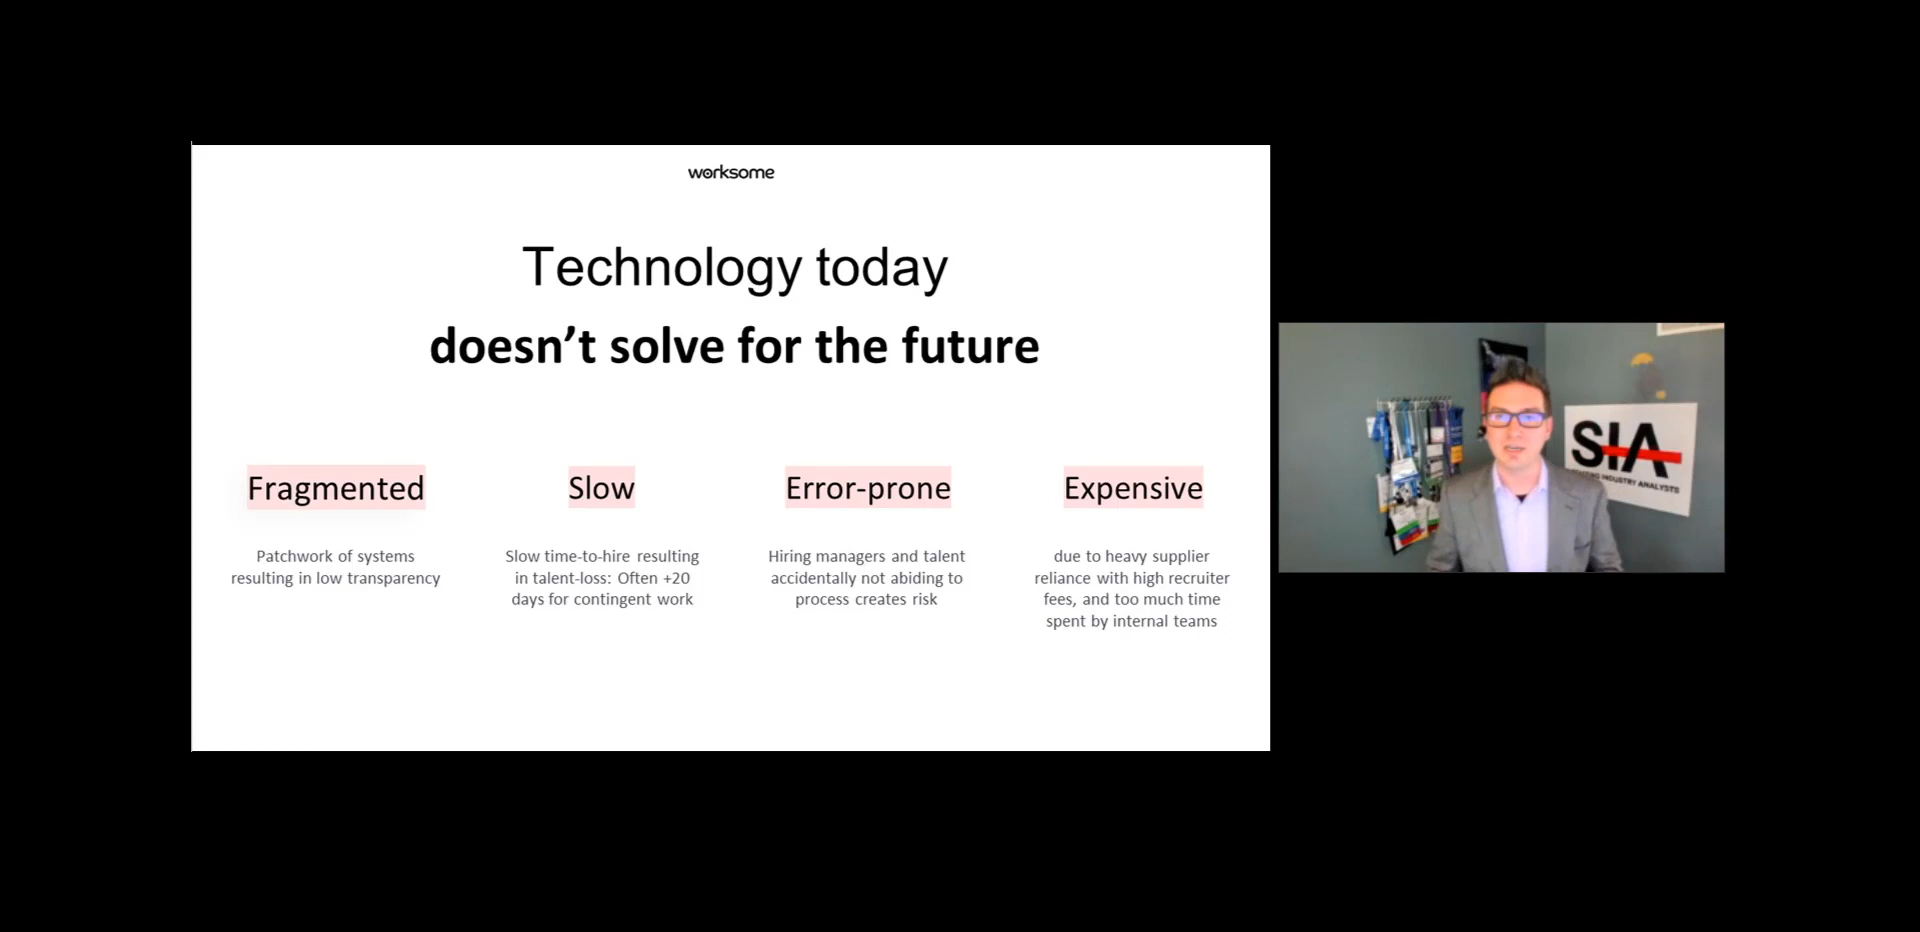 worksome
Technology today
doesn’t solve for the future
Fragmented
Patchwork of systems
resulting in low transparency
Slow
Slow time-to-hire resulting
in talent-loss: Often +20
days for contingent work
Error-prone
Hiring managers and talent
accidentally not abiding to
process creates risk
Expensive
due to heavy supplier
reliance with high recruiter
fees, and too much time
spent by internal teams
SIA
INDUSTRY ANALYSTS